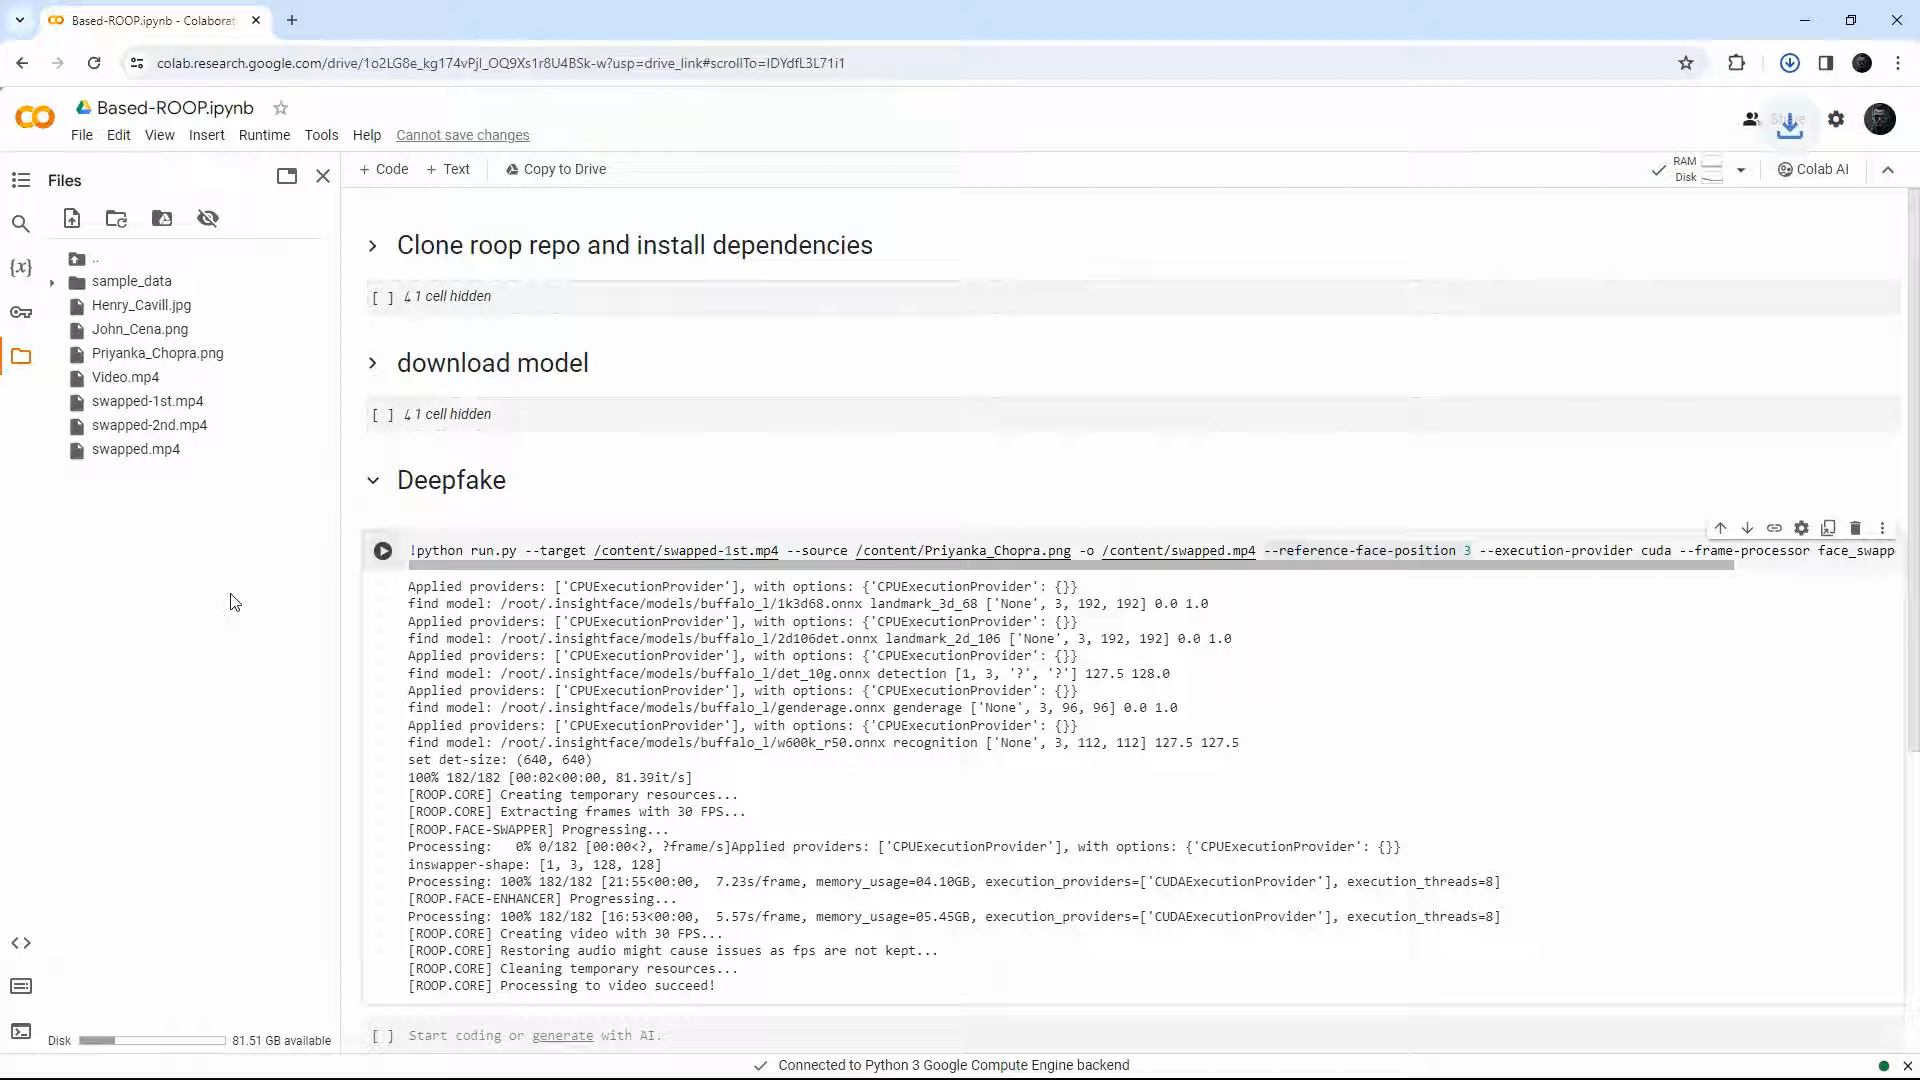 Based-ROOP.ipynb - Colaborat
colab.research.google.com/drive/1o2LG8e_kg174vPjI_OQ9Xs1r8U4BSk-w?usp=drive_link#scrollTo=IDYdfL3L71i1
CO Based-ROOP.ipynb
File Edit View Insert Runtime Tools Help Cannot save changes
Share
Files
+ Code + Text Copy to Drive
RAM
Disk
Colab AI
..
sample_data
Henry_Cavill.jpg
John_Cena.png
Priyanka_Chopra.png
Video.mp4
swapped-1st.mp4
swapped-2nd.mp4
swapped.mp4
{x}
Disk 81.51 GB available
Clone roop repo and install dependencies
[ ] ↳ 1 cell hidden
download model
[ ] ↳ 1 cell hidden
Deepfake
!python run.py --target /content/swapped-1st.mp4 --source /content/Priyanka_Chopra.png -o /content/swapped.mp4 --reference-face-position 3 --execution-provider cuda --frame-processor face_swapp
Applied providers: ['CPUExecutionProvider'], with options: {'CPUExecutionProvider': {}}
find model: /root/.insightface/models/buffalo_l/1k3d68.onnx landmark_3d_68 ['None', 3, 192, 192] 0.0 1.0
Applied providers: ['CPUExecutionProvider'], with options: {'CPUExecutionProvider': {}}
find model: /root/.insightface/models/buffalo_l/2d106det.onnx landmark_2d_106 ['None', 3, 192, 192] 0.0 1.0
Applied providers: ['CPUExecutionProvider'], with options: {'CPUExecutionProvider': {}}
find model: /root/.insightface/models/buffalo_l/det_10g.onnx detection [1, 3, '?', '?'] 127.5 128.0
Applied providers: ['CPUExecutionProvider'], with options: {'CPUExecutionProvider': {}}
find model: /root/.insightface/models/buffalo_l/genderage.onnx genderage ['None', 3, 96, 96] 0.0 1.0
Applied providers: ['CPUExecutionProvider'], with options: {'CPUExecutionProvider': {}}
find model: /root/.insightface/models/buffalo_l/w600k_r50.onnx recognition ['None', 3, 112, 112] 127.5 127.5
set det-size: (640, 640)
100% 182/182 [00:02<00:00, 81.39it/s]
[ROOP.CORE] Creating temporary resources...
[ROOP.CORE] Extracting frames with 30 FPS...
[ROOP.FACE-SWAPPER] Progressing...
Processing: 0% 0/182 [00:00<?, ?frame/s]Applied providers: ['CPUExecutionProvider'], with options: {'CPUExecutionProvider': {}}
inswapper-shape: [1, 3, 128, 128]
Processing: 100% 182/182 [21:55<00:00, 7.23s/frame, memory_usage=04.10GB, execution_providers=['CUDAExecutionProvider'], execution_threads=8]
[ROOP.FACE-ENHANCER] Progressing...
Processing: 100% 182/182 [16:53<00:00, 5.57s/frame, memory_usage=05.45GB, execution_providers=['CUDAExecutionProvider'], execution_threads=8]
[ROOP.CORE] Creating video with 30 FPS...
[ROOP.CORE] Restoring audio might cause issues as fps are not kept...
[ROOP.CORE] Cleaning temporary resources...
[ROOP.CORE] Processing to video succeed!
[ ] Start coding or generate with AI.
Connected to Python 3 Google Compute Engine backend